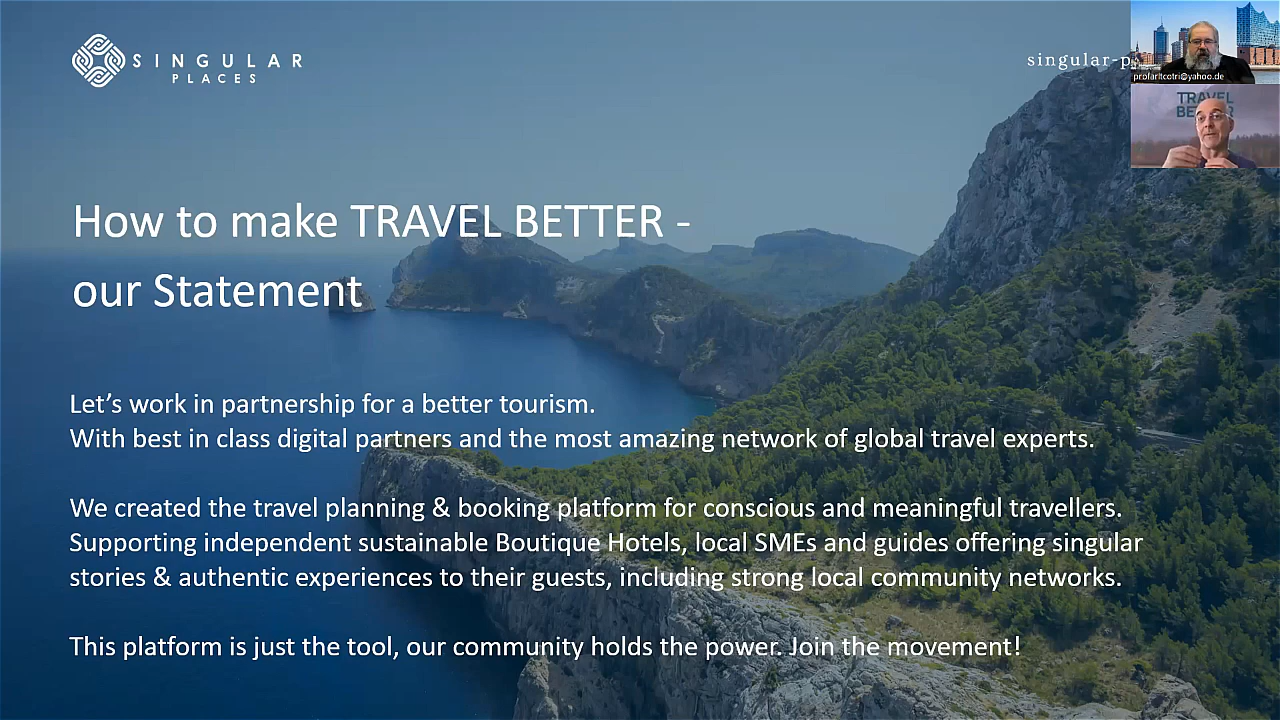 SINGULAR
PLACES
singular-p
profarltcotri@yahoo.de
TRAVEL
How to make TRAVEL BETTER -
our Statement
Let’s work in partnership for a better tourism.
With best in class digital partners and the most amazing network of global travel experts.
We created the travel planning & booking platform for conscious and meaningful travellers.
Supporting independent sustainable Boutique Hotels, local SMEs and guides offering singular
stories & authentic experiences to their guests, including strong local community networks.
This platform is just the tool, our community holds the power. Join the movement!